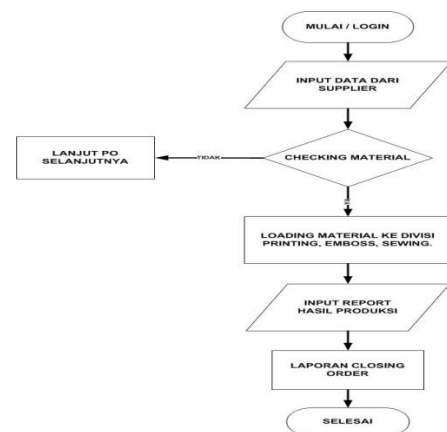 MULAI / LOGIN
INPUT DATA DARI
SUPPLIER
LANJUT PO
SELANJUTNYA
TIDAK
CHECKING MATERIAL
YA
LOADING MATERIAL KE DIVISI
PRINTING, EMBOSS, SEWING.
INPUT REPORT
HASIL PRODUKSI
LAPORAN CLOSING
ORDER
SELESAI